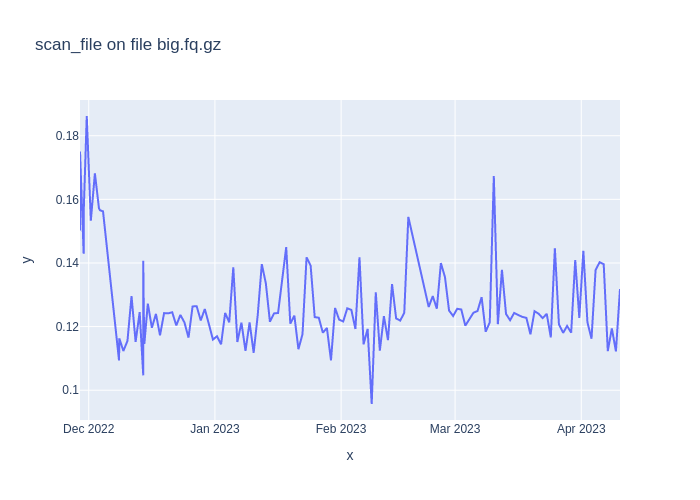 scan_file on file big.fq.gz
0.18
0.16
0.14
0.12
0.1
y
Dec 2022
Jan 2023
Feb 2023
Mar 2023
Apr 2023
x